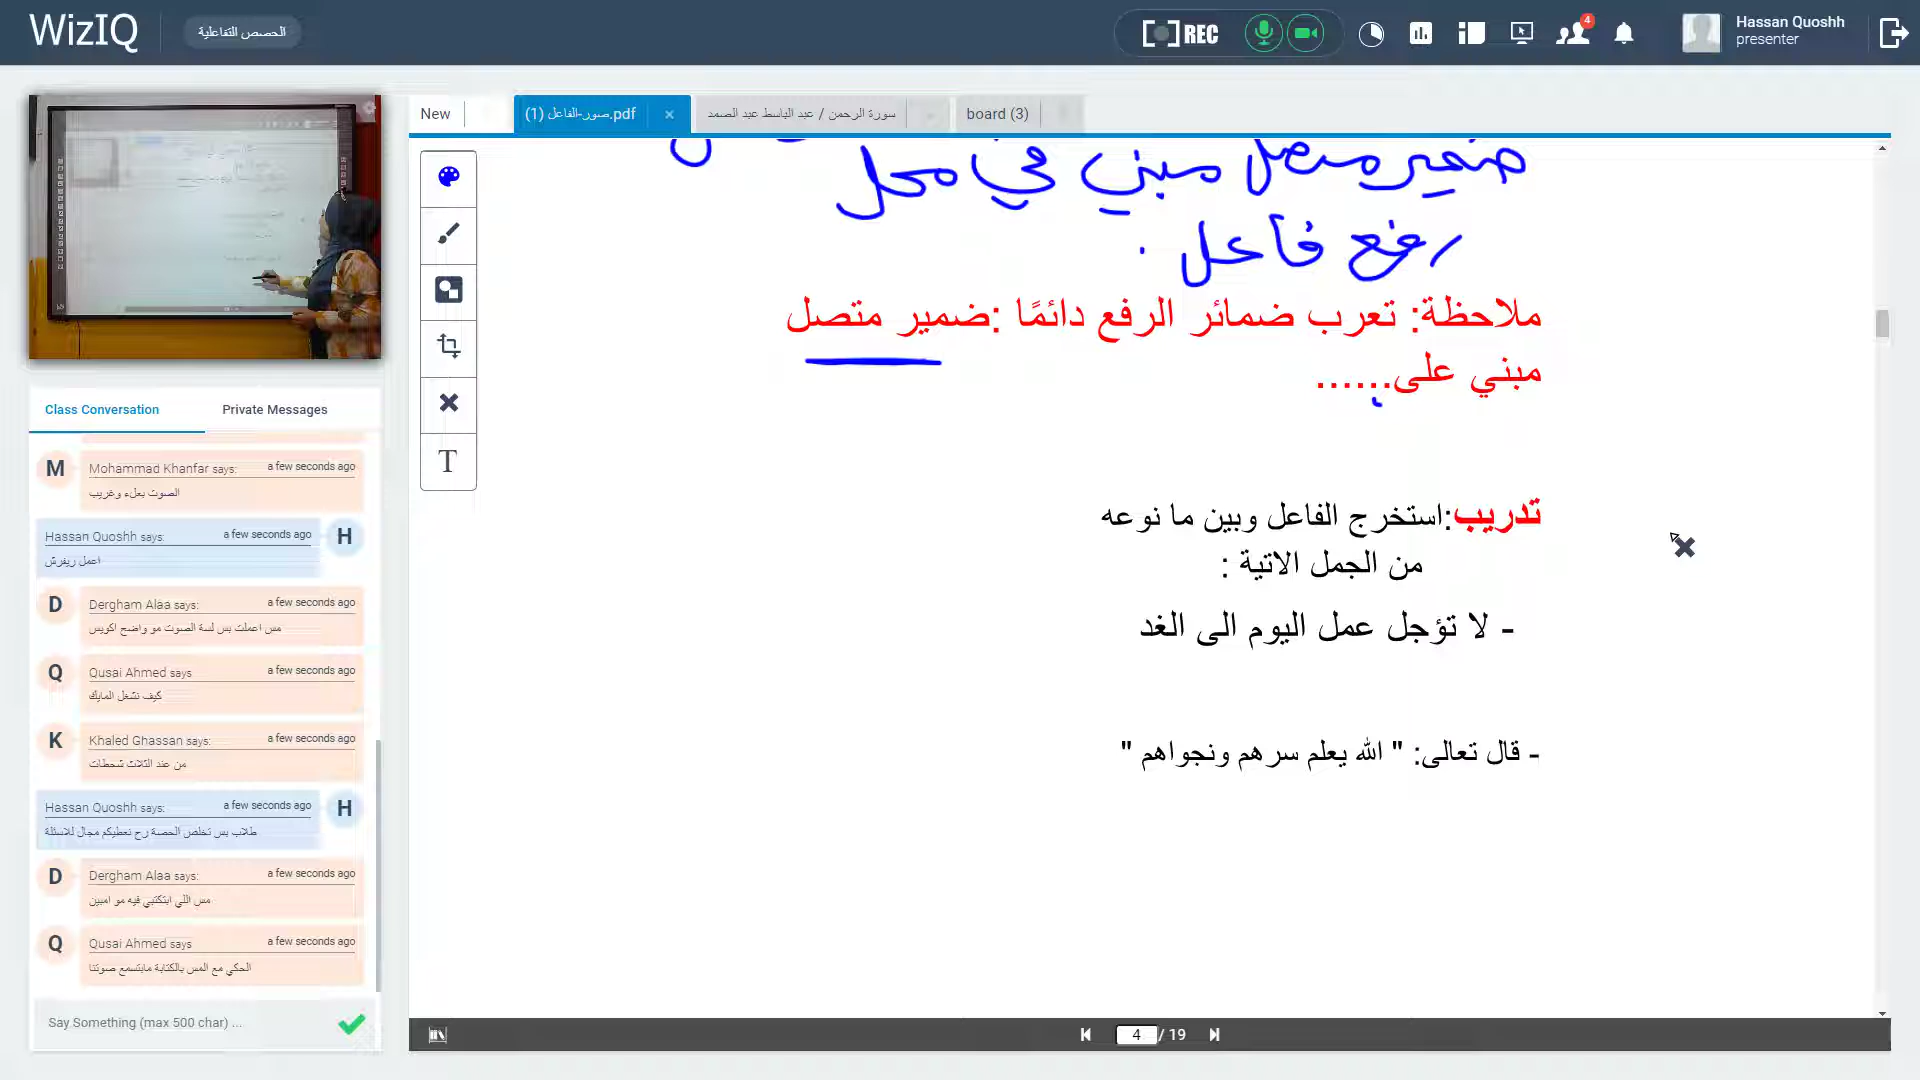 WizIQ
الحصص التفاعلية
REC
4
Hassan Quoshh
presenter
New
صور-الفاعل (1).pdf
سورة الرحمن / عبد الباسط عبد الصمد
board (3)
ضمير متصل مبني في محل
رفع فاعل.
ملاحظة: تعرب ضمائر الرفع دائمًا :ضمير متصل
مبني على......
تدريب:استخرج الفاعل وبين ما نوعه
من الجمل الاتية :
- لا تؤجل عمل اليوم الى الغد
- قال تعالى: " الله يعلم سرهم ونجواهم "
T
Class Conversation
Private Messages
M
Mohammad Khanfar says:
a few seconds ago
الصوت بعلء وغريب
Hassan Quoshh says:
a few seconds ago
H
اعمل ريفرش
D
Dergham Alaa says:
a few seconds ago
مس اعملت بس لسة الصوت مو واضح اكويس
Q
Qusai Ahmed says
a few seconds ago
كيف نشغل المايك
K
Khaled Ghassan says:
a few seconds ago
من عند الثلاث شحطات
Hassan Quoshh says:
a few seconds ago
H
طلاب بس تخلص الحصة رح نعطيكم مجال للاسئلة
D
Dergham Alaa says:
a few seconds ago
مس اللي ابتكتبي فيه مو امبين
Q
Qusai Ahmed says
a few seconds ago
الحكي مع المس بالكتابة مابتسمع صوتنا
Say Something (max 500 char) ...
4 / 19